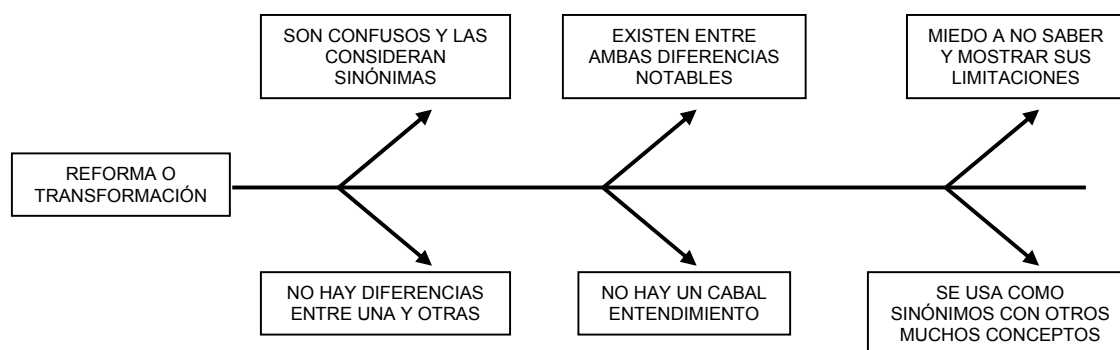 SON CONFUSOS Y LAS
CONSIDERAN
SINÓNIMAS
EXISTEN ENTRE
AMBAS DIFERENCIAS
NOTABLES
MIEDO A NO SABER
Y MOSTRAR SUS
LIMITACIONES
REFORMA O
TRANSFORMACIÓN
NO HAY DIFERENCIAS
ENTRE UNA Y OTRAS
NO HAY UN CABAL
ENTENDIMIENTO
SE USA COMO
SINÓNIMOS CON OTROS
MUCHOS CONCEPTOS